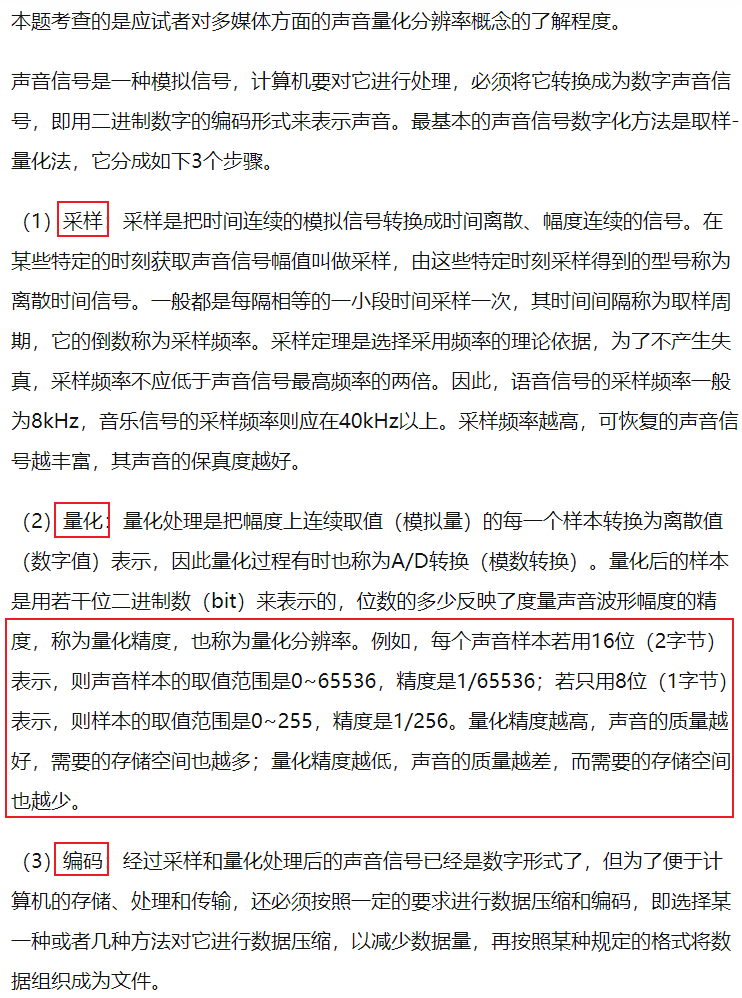 本题考查的是应试者对多媒体方面的声音量化分辨率概念的了解程度。
声音信号是一种模拟信号，计算机要对它进行处理，必须将它转换成为数字声音信
号，即用二进制数字的编码形式来表示声音。最基本的声音信号数字化方法是取样-
量化法，它分成如下3个步骤。
（1）采样：采样是把时间连续的模拟信号转换成时间离散、幅度连续的信号。在
某些特定的时刻获取声音信号幅值叫做采样，由这些特定时刻采样得到的型号称为
离散时间信号。一般都是每隔相等的一小段时间采样一次，其时间间隔称为取样周
期，它的倒数称为采样频率。采样定理是选择采用频率的理论依据，为了不产生失
真，采样频率不应低于声音信号最高频率的两倍。因此，语音信号的采样频率一般
为8kHz，音乐信号的采样频率则应在40kHz以上。采样频率越高，可恢复的声音信
号越丰富，其声音的保真度越好。
（2）量化：量化处理是把幅度上连续取值（模拟量）的每一个样本转换为离散值
（数字值）表示，因此量化过程有时也称为A/D转换（模数转换）。量化后的样本
是用若干位二进制数（bit）来表示的，位数的多少反映了度量声音波形幅度的精
度，称为量化精度，也称为量化分辨率。例如，每个声音样本若用16位（2字节）
表示，则声音样本的取值范围是0~65536，精度是1/65536；若只用8位（1字节）
表示，则样本的取值范围是0~255，精度是1/256。量化精度越高，声音的质量越
好，需要的存储空间也越多；量化精度越低，声音的质量越差，而需要的存储空间
也越少。
（3）编码：经过采样和量化处理后的声音信号已经是数字形式了，但为了便于计
算机的存储、处理和传输，还必须按照一定的要求进行数据压缩和编码，即选择某
一种或者几种方法对它进行数据压缩，以减少数据量，再按照某种规定的格式将数
据组织成为文件。